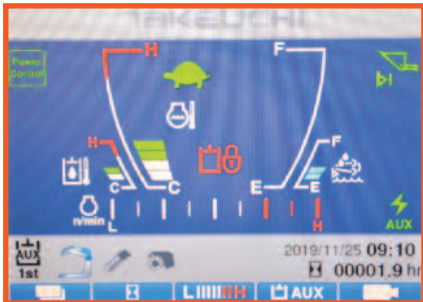 TAKEUCHI
H F
Power
Control
H F
C C E E
n/min L H
AUX
AUX
1st
2019/11/25 09:10
00001.9 hr
L H AUX